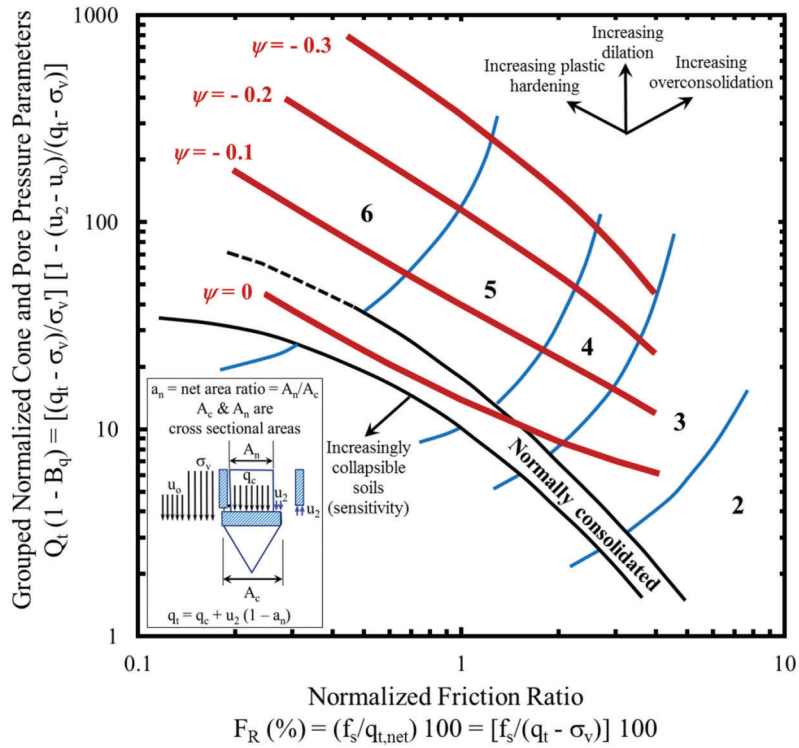 Grouped Normalized Cone and Pore Pressure Parameters
Q_t (1 - B_q) = [(q_t - σ_v)/σ_v'] [1 - (u_2 - u_o)/(q_t - σ_v)]
1000
100
10
1
ψ = - 0.3
ψ = - 0.2
ψ = - 0.1
ψ = 0
Increasing
dilation
Increasing plastic
hardening
Increasing
overconsolidation
6
5
4
3
2
Normally consolidated
Increasingly
collapsible
soils
(sensitivity)
a_n = net area ratio = A_n/A_c
A_c & A_n are
cross sectional areas
A_n
σ_v
q_c
u_o
u_2
u_2
A_c
q_t = q_c + u_2 (1 – a_n)
0.1
1
10
Normalized Friction Ratio
F_R (%) = (f_s/q_t,net) 100 = [f_s/(q_t - σ_v)] 100